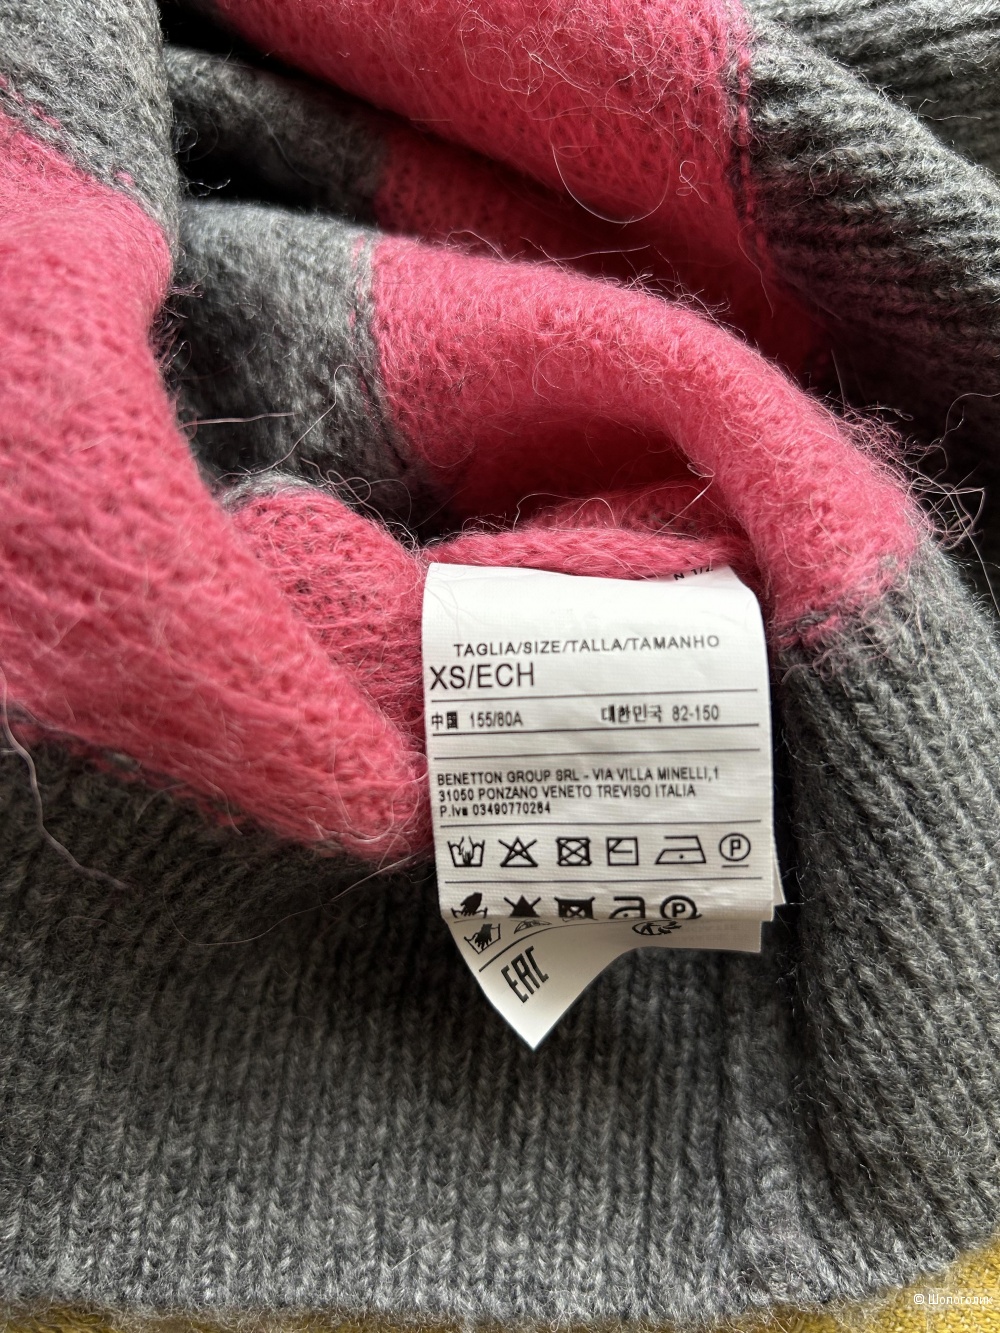 TAGLIA/SIZE/TALLA/TAMANHO
XS/ECH
中国 155/80A 대한민국 82-150
BENETTON GROUP SRL - VIA VILLA MINELLI,1
31050 PONZANO VENETO TREVISO ITALIA
P.Iva 03490770264
P
P
EAC
© Шопоголик